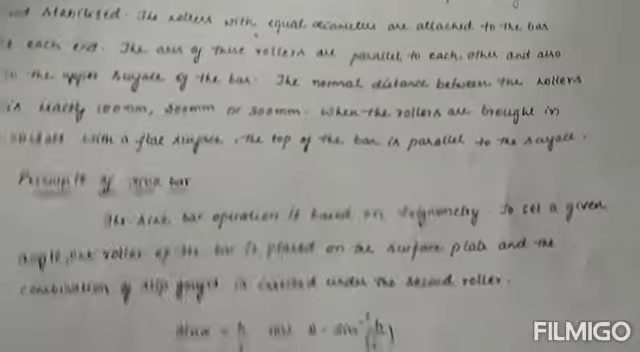 and stabilised. The rollers with equal diameter are attached to the bar
each end. The axes of these rollers are parallel to each other and also
to the upper surface of the bar. The normal distance between the rollers
is exactly 100mm, 200mm or 300mm. When the rollers are brought in
contact with a flat surface, the top of the bar is parallel to the surface.
Principle of sine bar
The sine bar operation is based on trignometry. To set a given
angle, one roller of the bar is placed on the surface plate and the
combination of slip gauges is inserted under the second roller.
FILMIGO